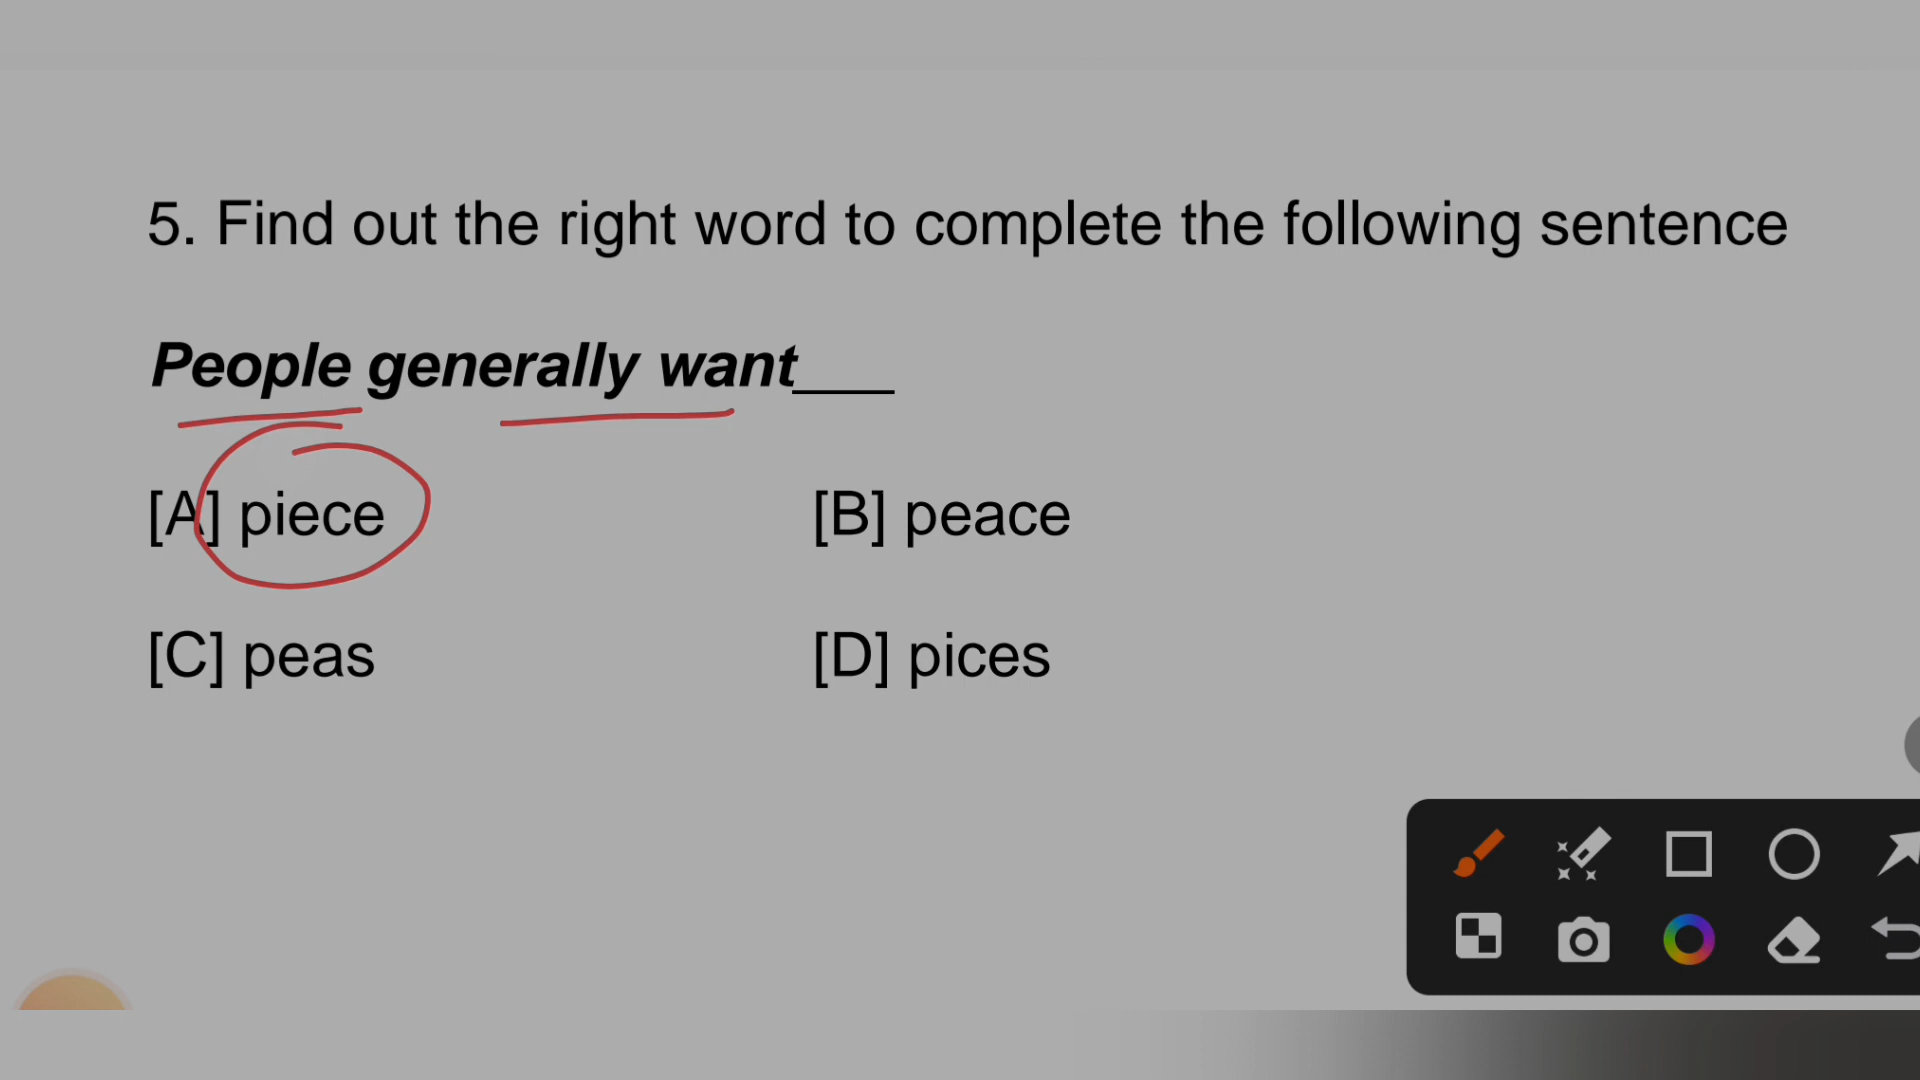 5. Find out the right word to complete the following sentence
People generally want___
[A] piece [B] peace
[C] peas [D] pices